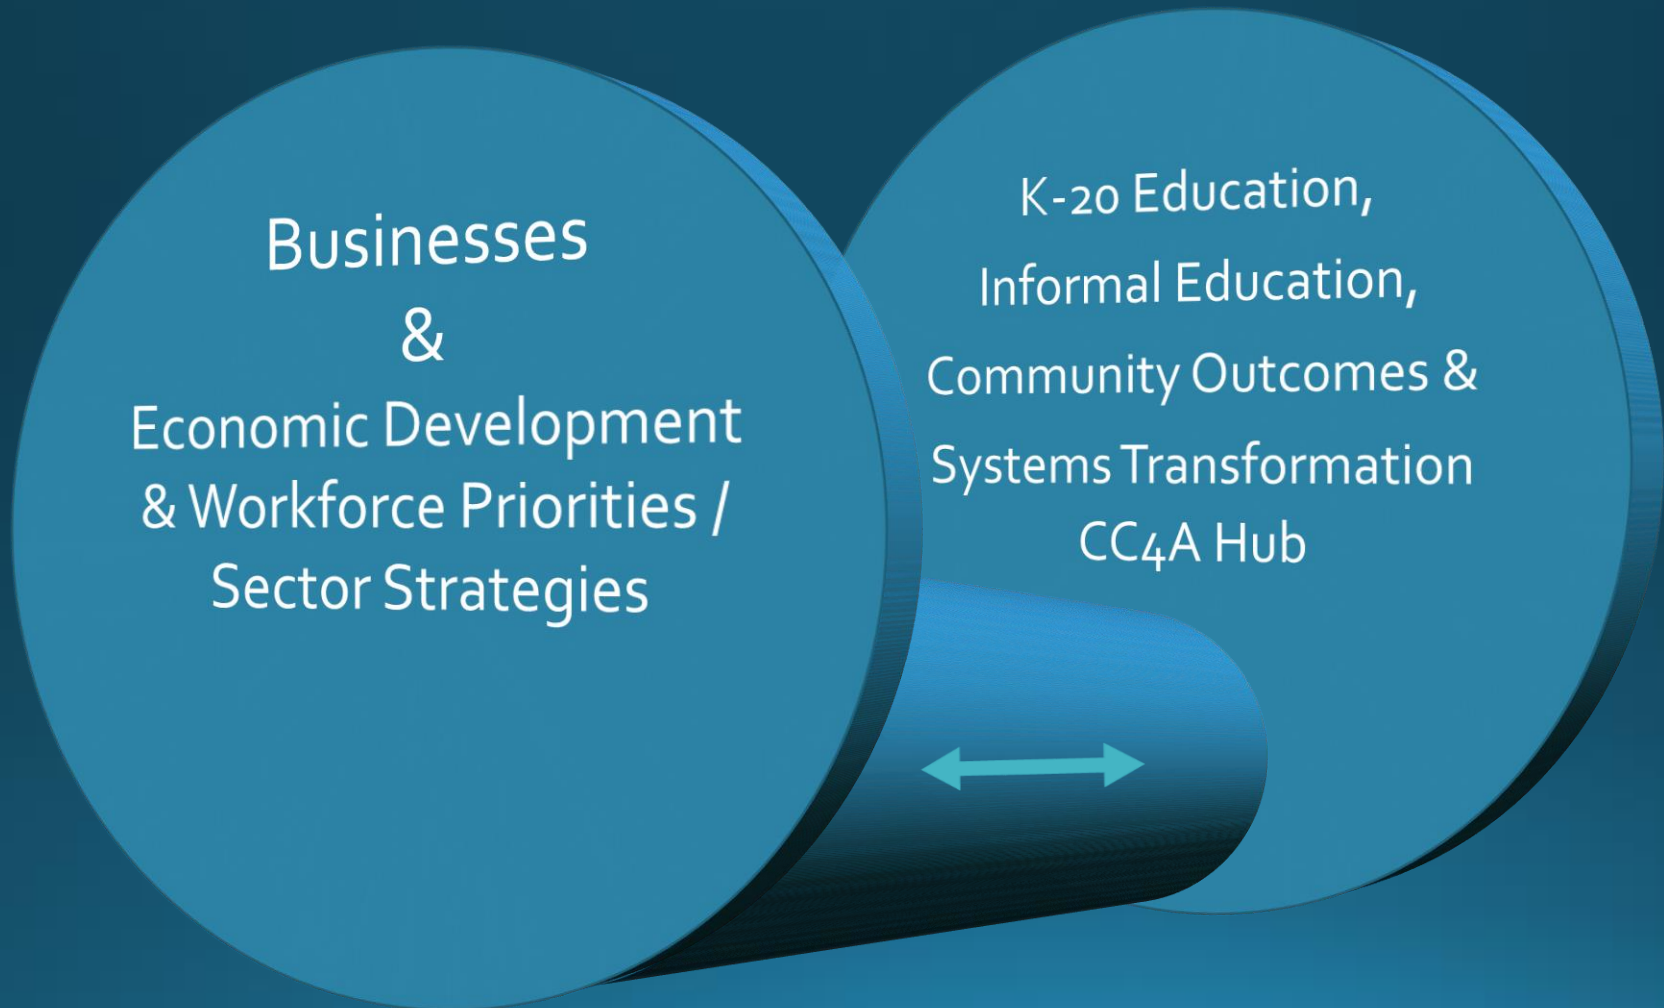 Businesses
&
Economic Development
& Workforce Priorities /
Sector Strategies
K-20 Education,
Informal Education,
Community Outcomes &
Systems Transformation
CC4A Hub